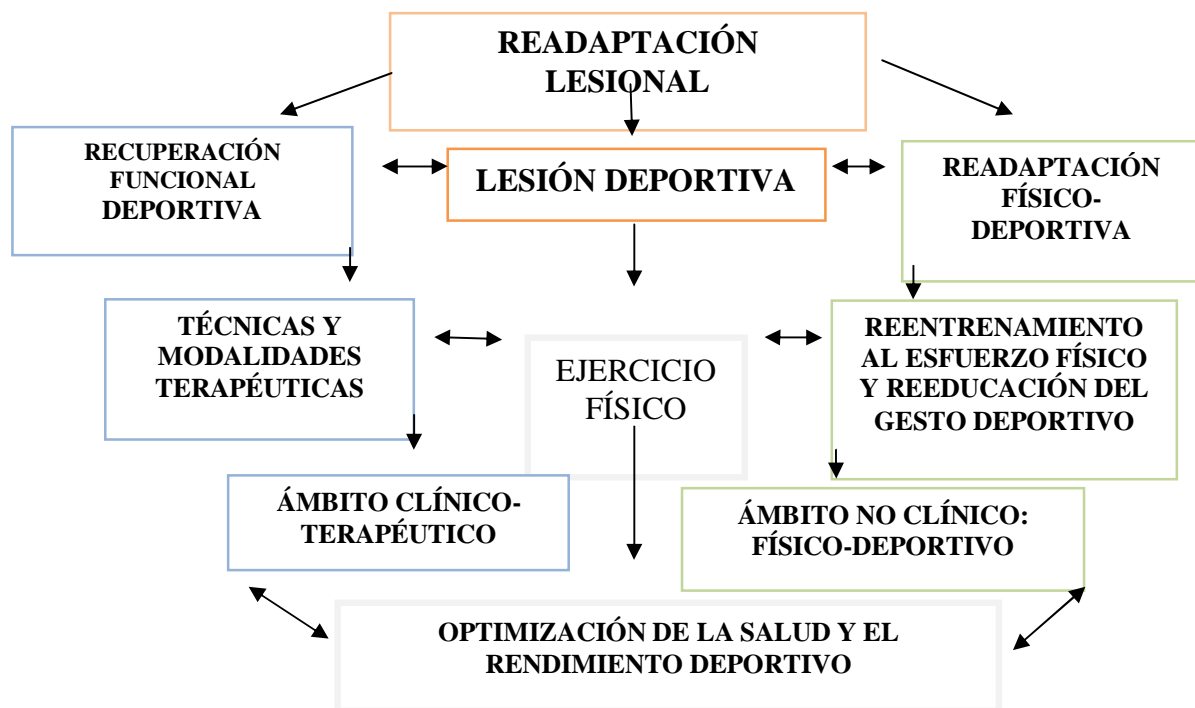 READAPTACIÓN
LESIONAL
RECUPERACIÓN
FUNCIONAL
DEPORTIVA
LESIÓN DEPORTIVA
READAPTACIÓN
FÍSICO-
DEPORTIVA
TÉCNICAS Y
MODALIDADES
TERAPÉUTICAS
EJERCICIO
FÍSICO
REENTRENAMIENTO
AL ESFUERZO FÍSICO
Y REEDUCACIÓN DEL
GESTO DEPORTIVO
ÁMBITO CLÍNICO-
TERAPÉUTICO
ÁMBITO NO CLÍNICO:
FÍSICO-DEPORTIVO
OPTIMIZACIÓN DE LA SALUD Y EL
RENDIMIENTO DEPORTIVO